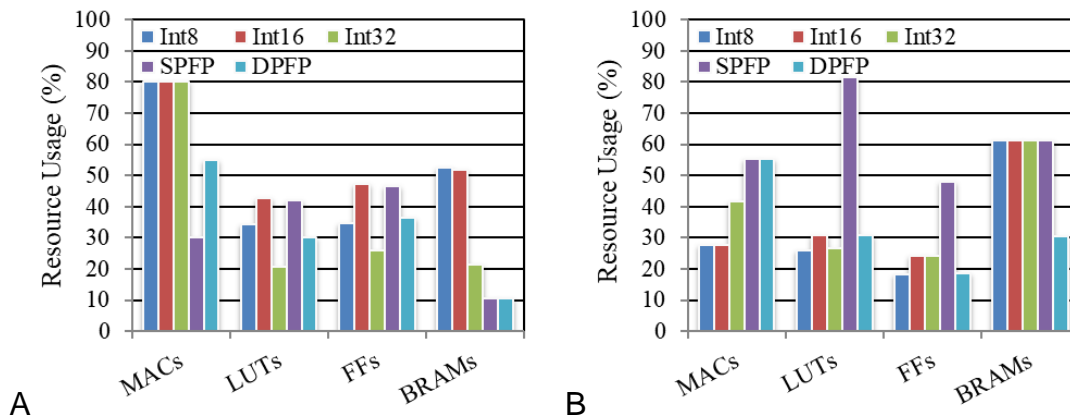 100
90
80
70
60
50
40
30
20
10
0
Resource Usage (%)
Int8 Int16 Int32
SPFP DPFP
MACs LUTs FFs BRAMs
A
100
90
80
70
60
50
40
30
20
10
0
Resource Usage (%)
Int8 Int16 Int32
SPFP DPFP
MACs LUTs FFs BRAMs
B